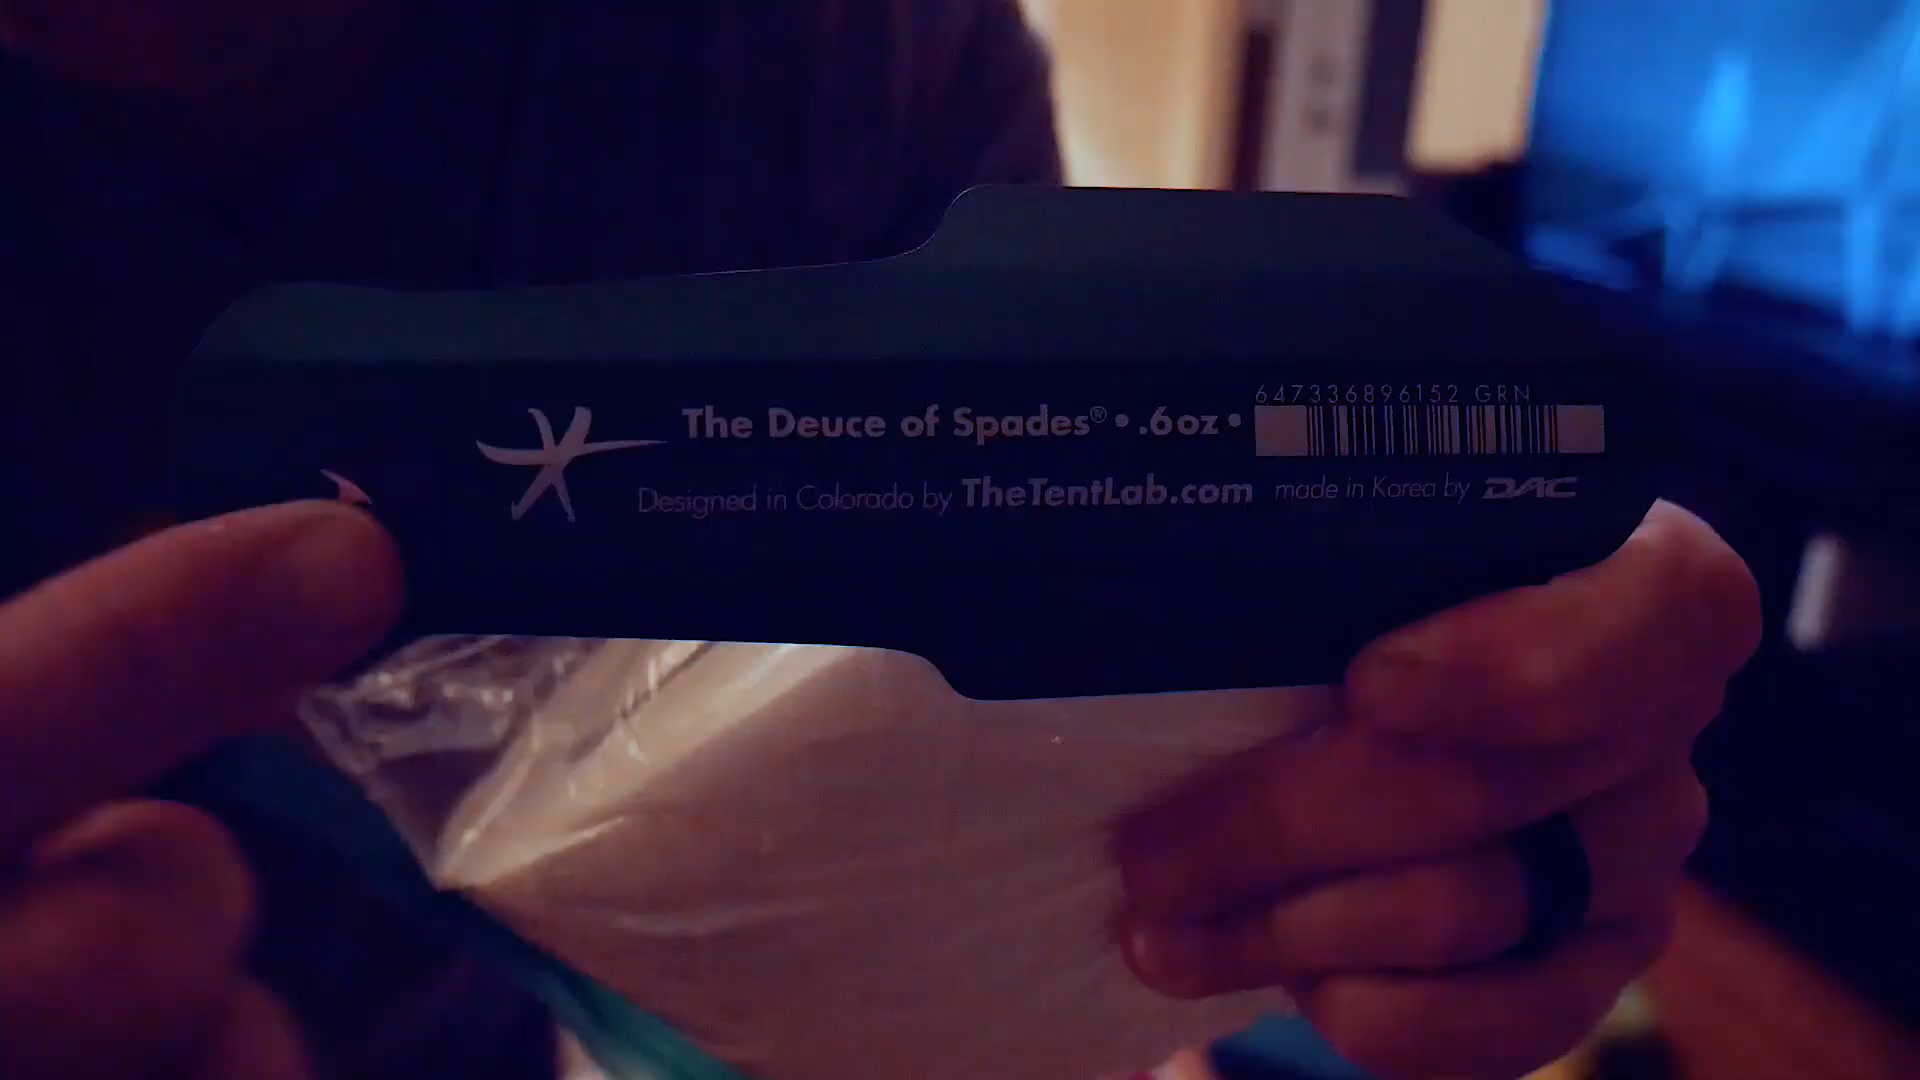 647336896152 GRN
The Deuce of Spades® • .6oz •
Designed in Colorado by TheTentLab.com made in Korea by DAC